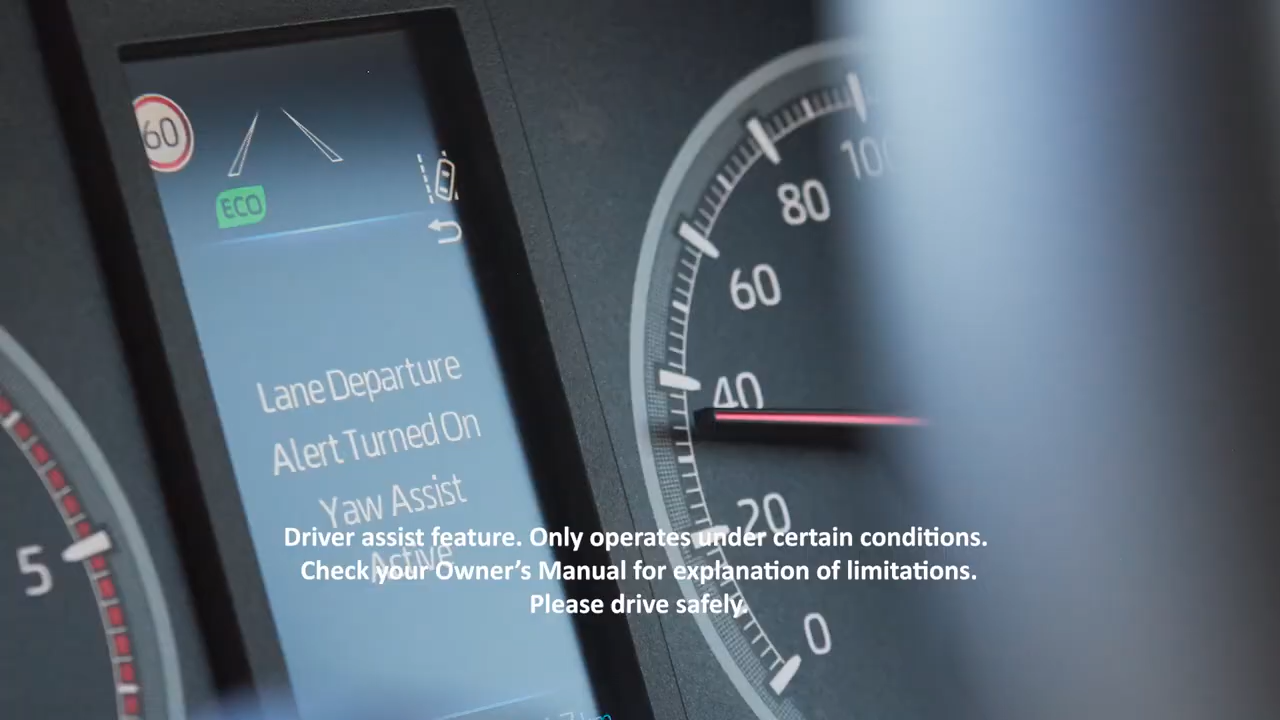 60
ECO
Lane Departure
Alert Turned On
Yaw Assist
Active
Driver assist feature. Only operates under certain conditions.
Check your Owner’s Manual for explanation of limitations.
Please drive safely.
5
100
80
60
40
20
0